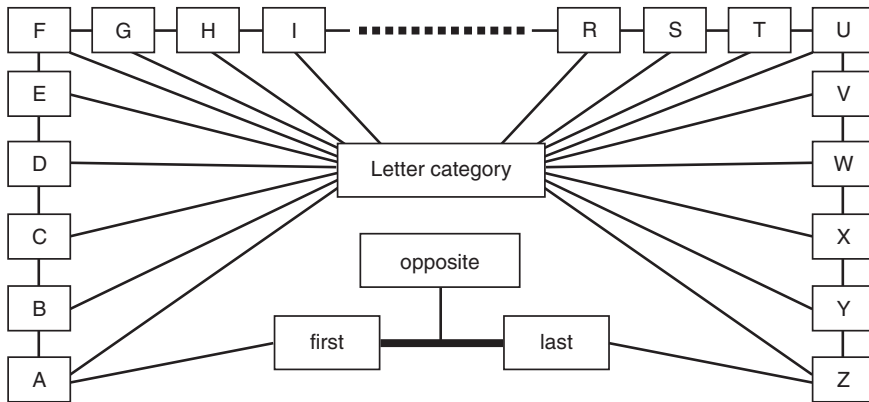 F G H I R S T U
E V
Letter category
D W
C X
opposite
B Y
first last
A Z